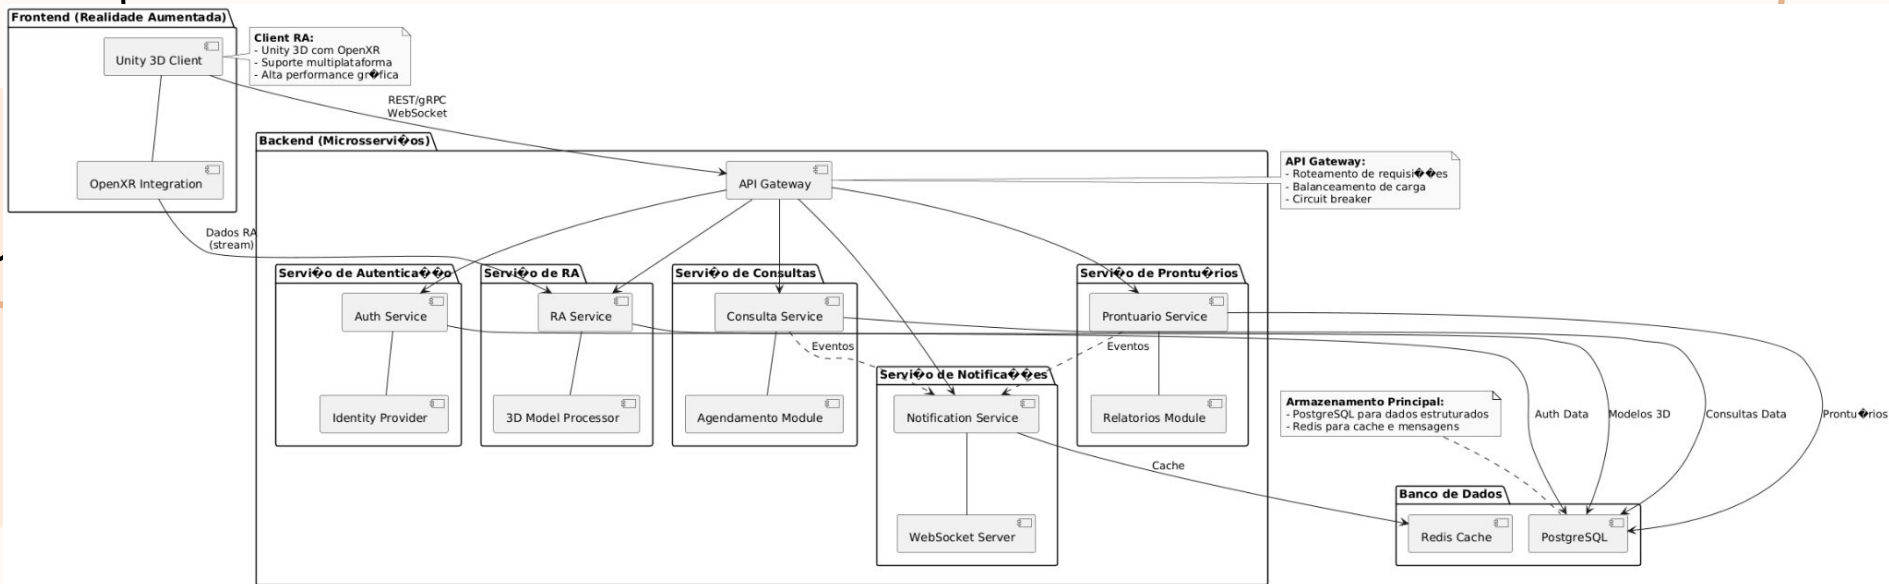 Frontend (Realidade Aumentada)
Unity 3D Client
Client RA:
- Unity 3D com OpenXR
- Suporte multiplataforma
- Alta performance gr�fica
REST/gRPC
WebSocket
OpenXR Integration
Dados RA
(stream)
Backend (Microsservi�os)
API Gateway
API Gateway:
- Roteamento de requisi��es
- Balanceamento de carga
- Circuit breaker
Servi�o de Autentica��o
Auth Service
Identity Provider
Servi�o de RA
RA Service
3D Model Processor
Servi�o de Consultas
Consulta Service
Eventos
Agendamento Module
Servi�o de Notifica��es
Notification Service
WebSocket Server
Servi�o de Prontu�rios
Prontuario Service
Eventos
Relatorios Module
Cache
Armazenamento Principal:
- PostgreSQL para dados estruturados
- Redis para cache e mensagens
Auth Data
Modelos 3D
Consultas Data
Prontu�rios
Banco de Dados
Redis Cache
PostgreSQL